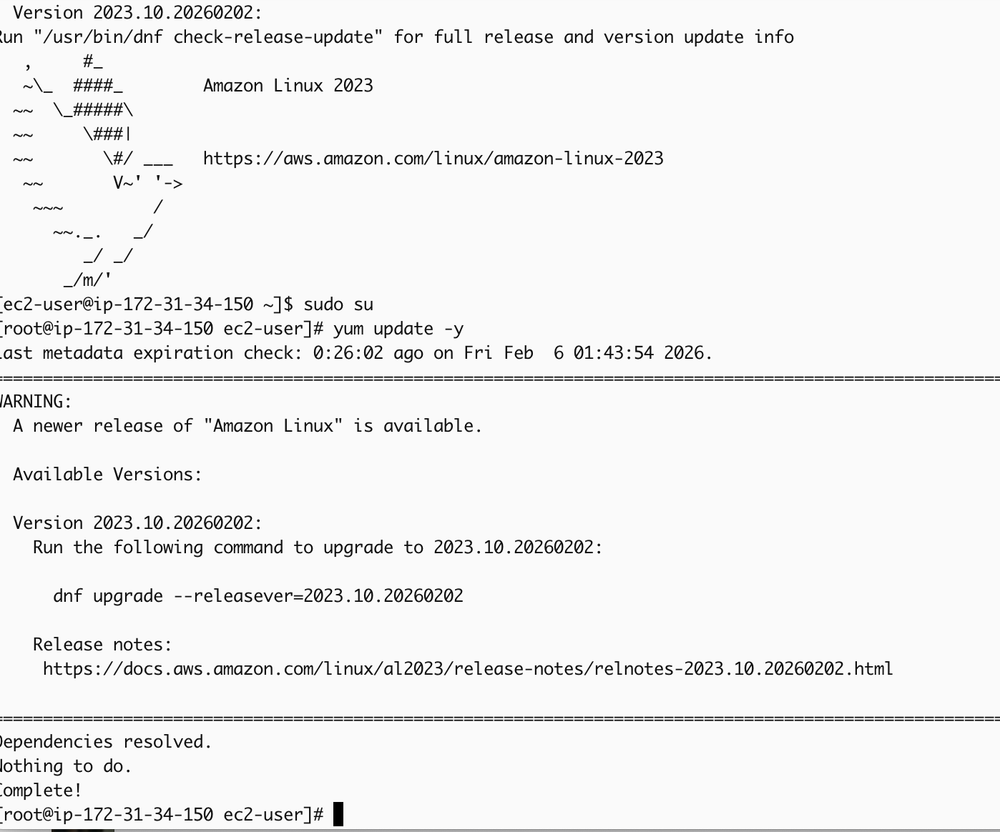 Version 2023.10.20260202:
Run "/usr/bin/dnf check-release-update" for full release and version update info
   ,     #_
   ~\_  ####_        Amazon Linux 2023
  ~~  \_#####\
  ~~     \###|
  ~~       \#/ ___   https://aws.amazon.com/linux/amazon-linux-2023
   ~~       V~' '->
    ~~~         /
      ~~._.   _/
         _/ _/
       _/m/'
[ec2-user@ip-172-31-34-150 ~]$ sudo su
[root@ip-172-31-34-150 ec2-user]# yum update -y
Last metadata expiration check: 0:26:02 ago on Fri Feb  6 01:43:54 2026.
====================================================================================================
WARNING:
  A newer release of "Amazon Linux" is available.

  Available Versions:

  Version 2023.10.20260202:
    Run the following command to upgrade to 2023.10.20260202:

      dnf upgrade --releasever=2023.10.20260202

    Release notes:
     https://docs.aws.amazon.com/linux/al2023/release-notes/relnotes-2023.10.20260202.html

====================================================================================================
Dependencies resolved.
Nothing to do.
Complete!
[root@ip-172-31-34-150 ec2-user]#